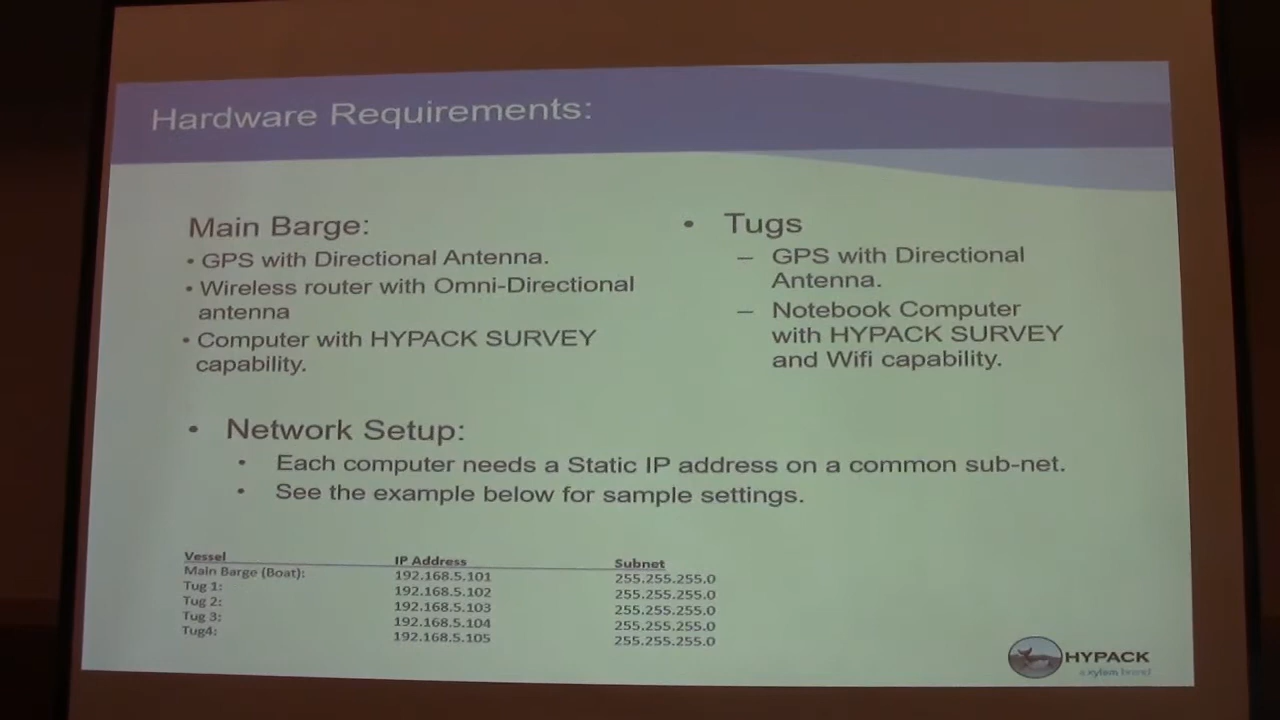 Hardware Requirements:
Main Barge:
• GPS with Directional Antenna.
• Wireless router with Omni-Directional
antenna
• Computer with HYPACK SURVEY
capability.
• Tugs
– GPS with Directional
Antenna.
– Notebook Computer
with HYPACK SURVEY
and Wifi capability.
• Network Setup:
• Each computer needs a Static IP address on a common sub-net.
• See the example below for sample settings.
Vessel IP Address Subnet
Main Barge (Boat): 192.168.5.101 255.255.255.0
Tug 1: 192.168.5.102 255.255.255.0
Tug 2: 192.168.5.103 255.255.255.0
Tug 3: 192.168.5.104 255.255.255.0
Tug4: 192.168.5.105 255.255.255.0
HYPACK
a xylem brand